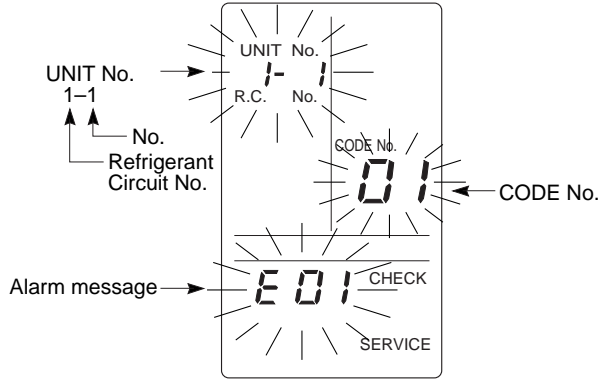 UNIT No.
1- 1
R.C. No.
UNIT No.
1–1
No.
Refrigerant
Circuit No.
CODE No.
01
CODE No.
Alarm message
E01
CHECK
SERVICE